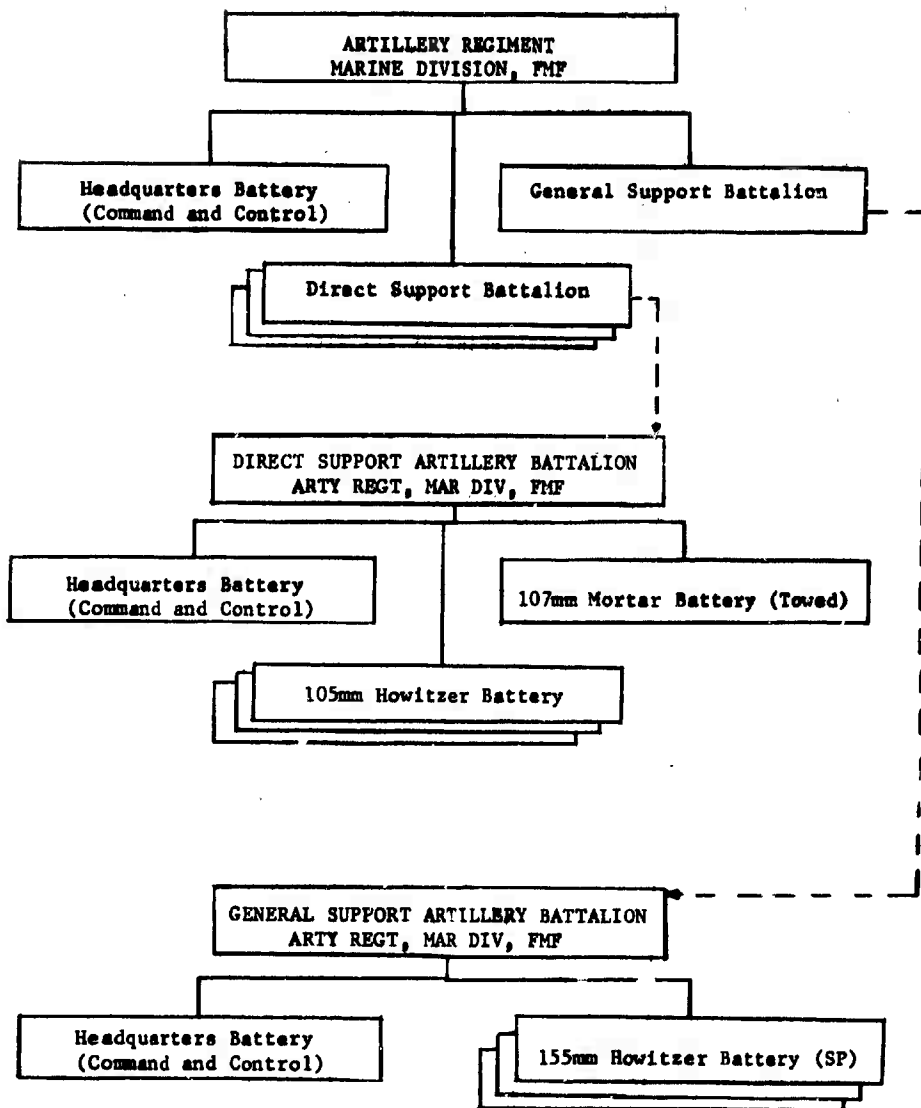 ARTILLERY REGIMENT
MARINE DIVISION, FMF
Headquarters Battery
(Command and Control)
General Support Battalion
Direct Support Battalion
DIRECT SUPPORT ARTILLERY BATTALION
ARTY REGT, MAR DIV, FMF
Headquarters Battery
(Command and Control)
107mm Mortar Battery (Towed)
105mm Howitzer Battery
GENERAL SUPPORT ARTILLERY BATTALION
ARTY REGT, MAR DIV, FMF
Headquarters Battery
(Command and Control)
155mm Howitzer Battery (SP)